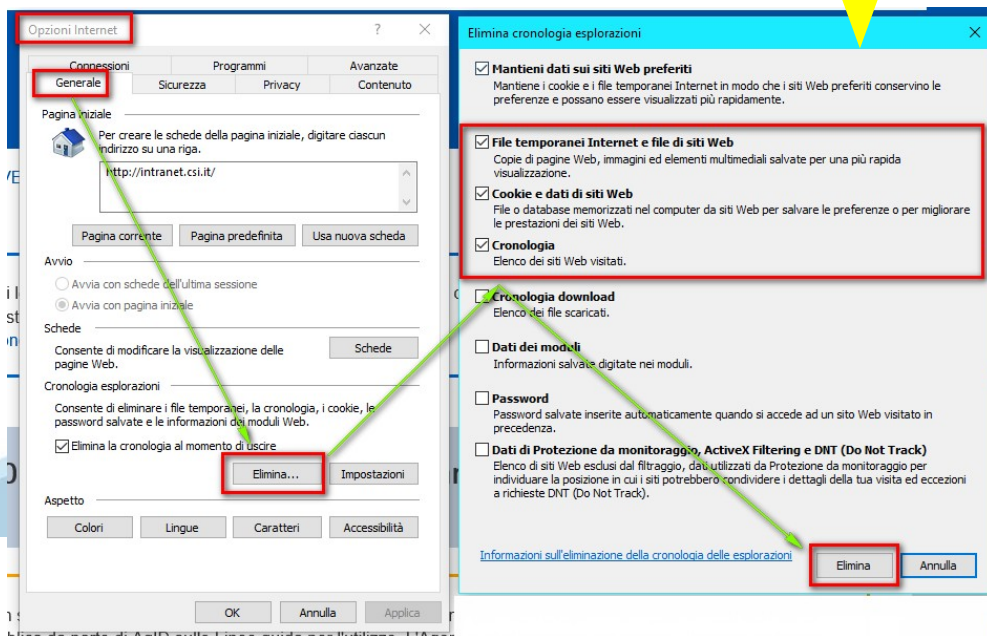 Opzioni Internet
Connessioni
Programmi
Avanzate
Generale
Sicurezza
Privacy
Contenuto
Pagina iniziale
Per creare le schede della pagina iniziale, digitare ciascun
indirizzo su una riga.
http://intranet.csi.it/
Pagina corrente
Pagina predefinita
Usa nuova scheda
Avvio
Avvia con schede dell'ultima sessione
Avvia con pagina iniziale
Schede
Consente di modificare la visualizzazione delle
pagine Web.
Schede
Cronologia esplorazioni
Consente di eliminare i file temporanei, la cronologia, i cookie, le
password salvate e le informazioni dei moduli Web.
Elimina la cronologia al momento di uscire
Elimina...
Impostazioni
Aspetto
Colori
Lingue
Caratteri
Accessibilità
OK
Annulla
Applica
Elimina cronologia esplorazioni
Mantieni dati sui siti Web preferiti
Mantiene i cookie e i file temporanei Internet in modo che i siti Web preferiti conservino le
preferenze e possano essere visualizzati più rapidamente.
File temporanei Internet e file di siti Web
Copie di pagine Web, immagini ed elementi multimediali salvate per una più rapida
visualizzazione.
Cookie e dati di siti Web
File o database memorizzati nel computer da siti Web per salvare le preferenze o per migliorare
le prestazioni dei siti Web.
Cronologia
Elenco dei siti Web visitati.
Cronologia download
Elenco dei file scaricati.
Dati dei moduli
Informazioni salvate digitate nei moduli.
Password
Password salvate inserite automaticamente quando si accede ad un sito Web visitato in
precedenza.
Dati di Protezione da monitoraggio, ActiveX Filtering e DNT (Do Not Track)
Elenco di siti Web esclusi dal filtraggio, dati utilizzati da Protezione da monitoraggio per
individuare la posizione in cui i siti potrebbero condividere i dettagli della tua visita ed eccezioni
a richieste DNT (Do Not Track).
Informazioni sull'eliminazione della cronologia delle esplorazioni
Elimina
Annulla